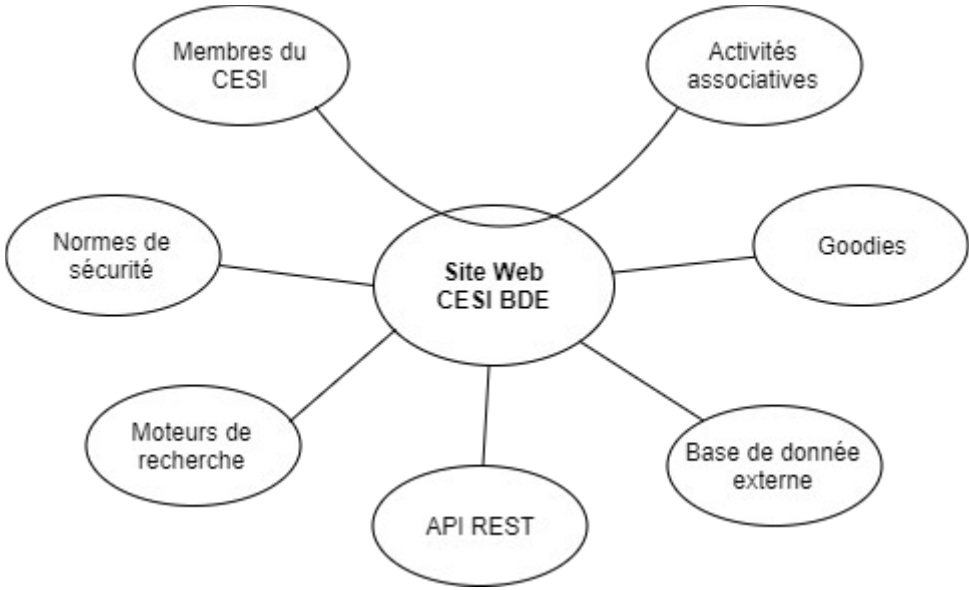 Membres du
CESI
Activités
associatives
Normes de
sécurité
Site Web
CESI BDE
Goodies
Moteurs de
recherche
API REST
Base de donnée
externe